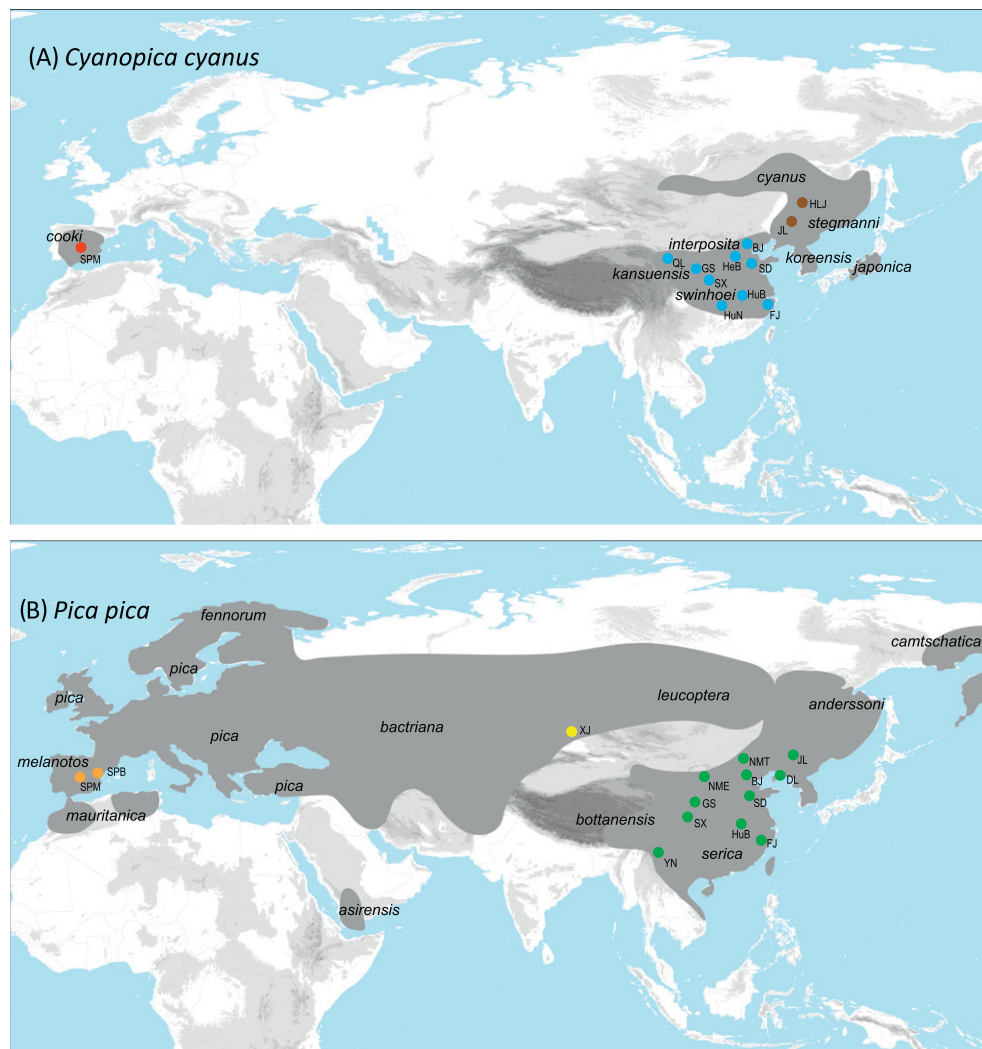 (A) Cyanopica cyanus
cyanus
HLJ
JL
stegmanni
cooki
SPM
interposita
BJ
QL
GS
HeB
SD
koreensis
japonica
kansuensis
SX
swinhoei
HuB
HuN
FJ
(B) Pica pica
fennorum
camtschatica
pica
pica
leucoptera
anderssoni
bactriana
pica
XJ
melanotos
SPB
SPM
pica
NMT
JL
NME
BJ
DL
mauritanica
GS
SD
bottanensis
SX
HuB
FJ
serica
YN
asirensis